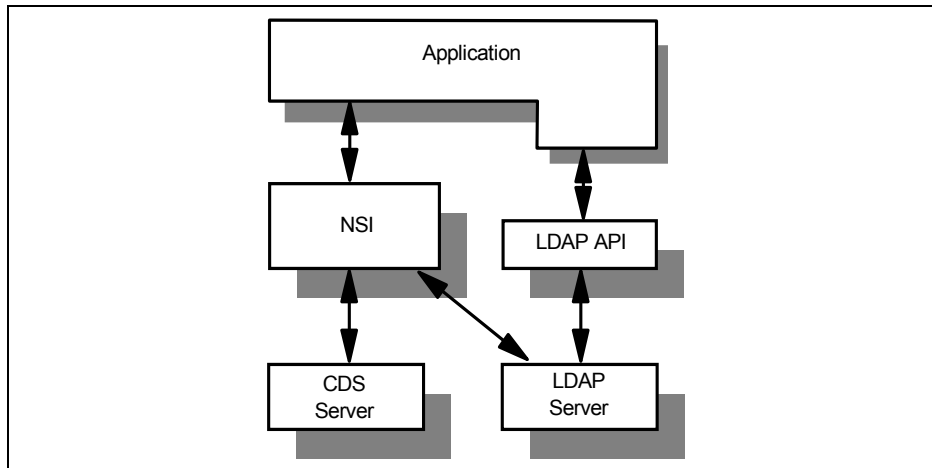 Application
NSI
LDAP API
CDS
Server
LDAP
Server